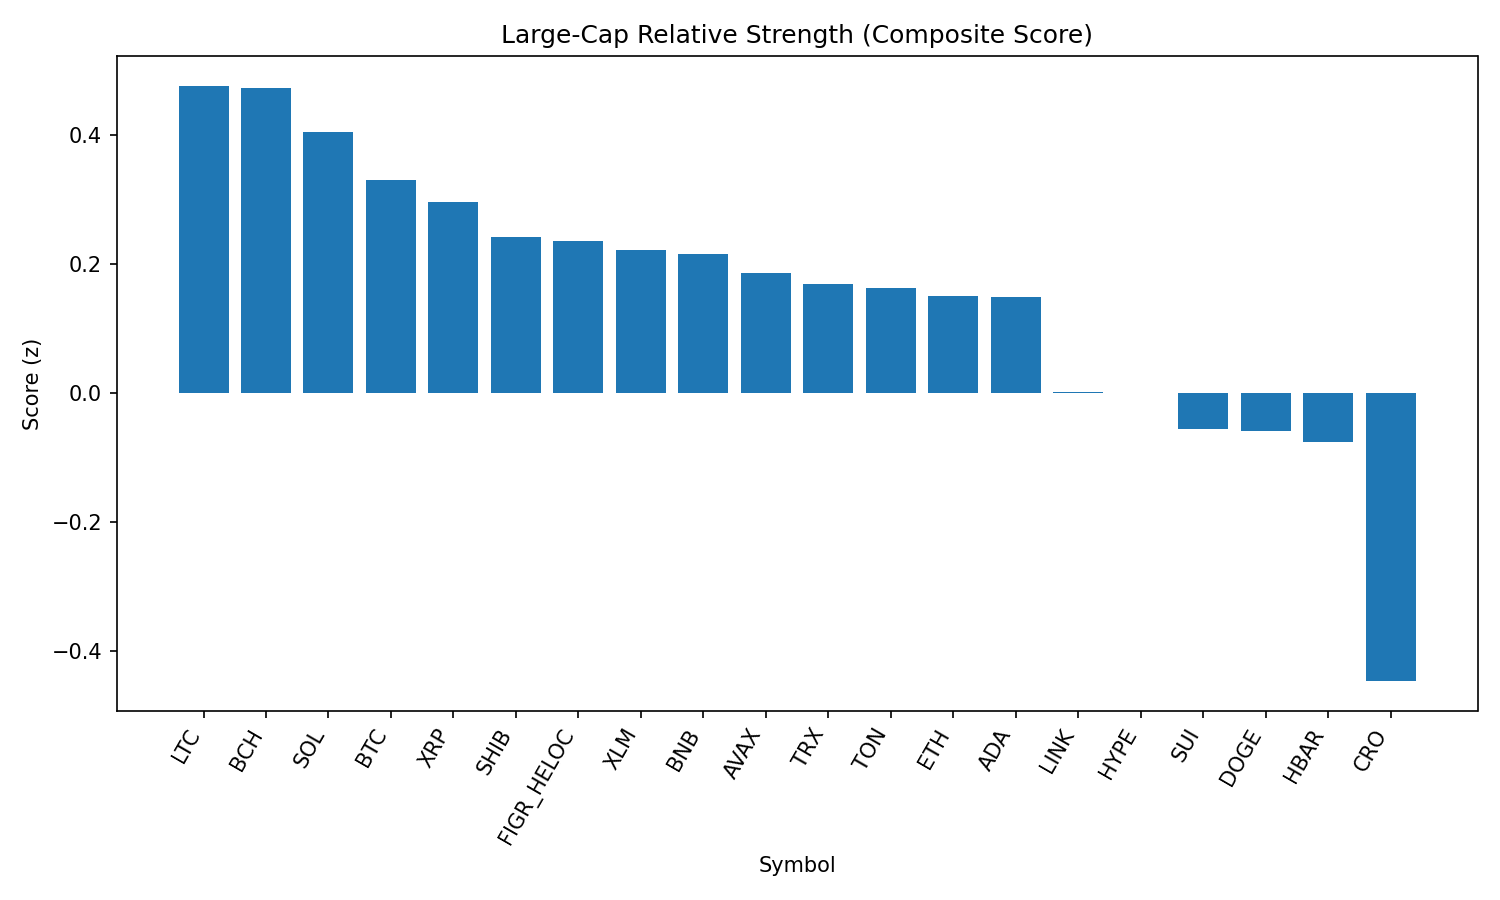 Large-Cap Relative Strength (Composite Score)
Score (z)
0.4
0.2
0.0
−0.2
−0.4
LTC
BCH
SOL
BTC
XRP
SHIB
FIGR_HELOC
XLM
BNB
AVAX
TRX
TON
ETH
ADA
LINK
HYPE
SUI
DOGE
HBAR
CRO
Symbol